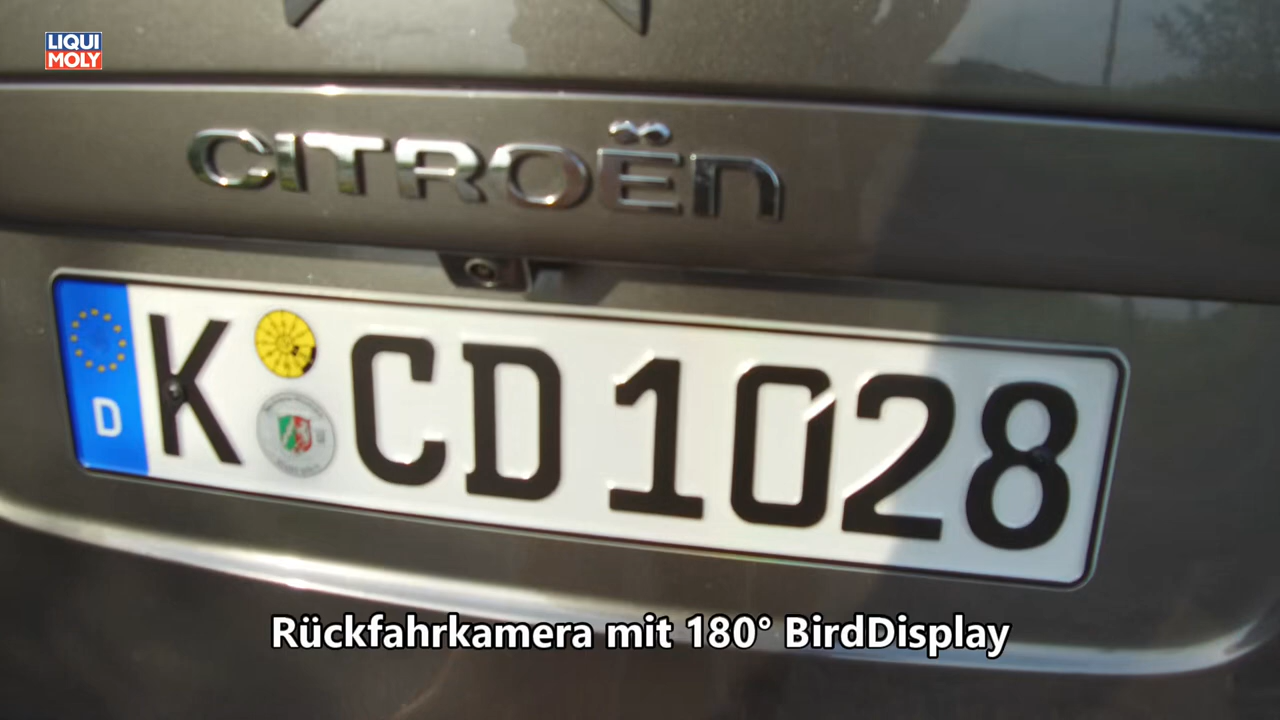 LIQUI
MOLY
CITROËN
D
K CD 1028
Rückfahrkamera mit 180° BirdDisplay